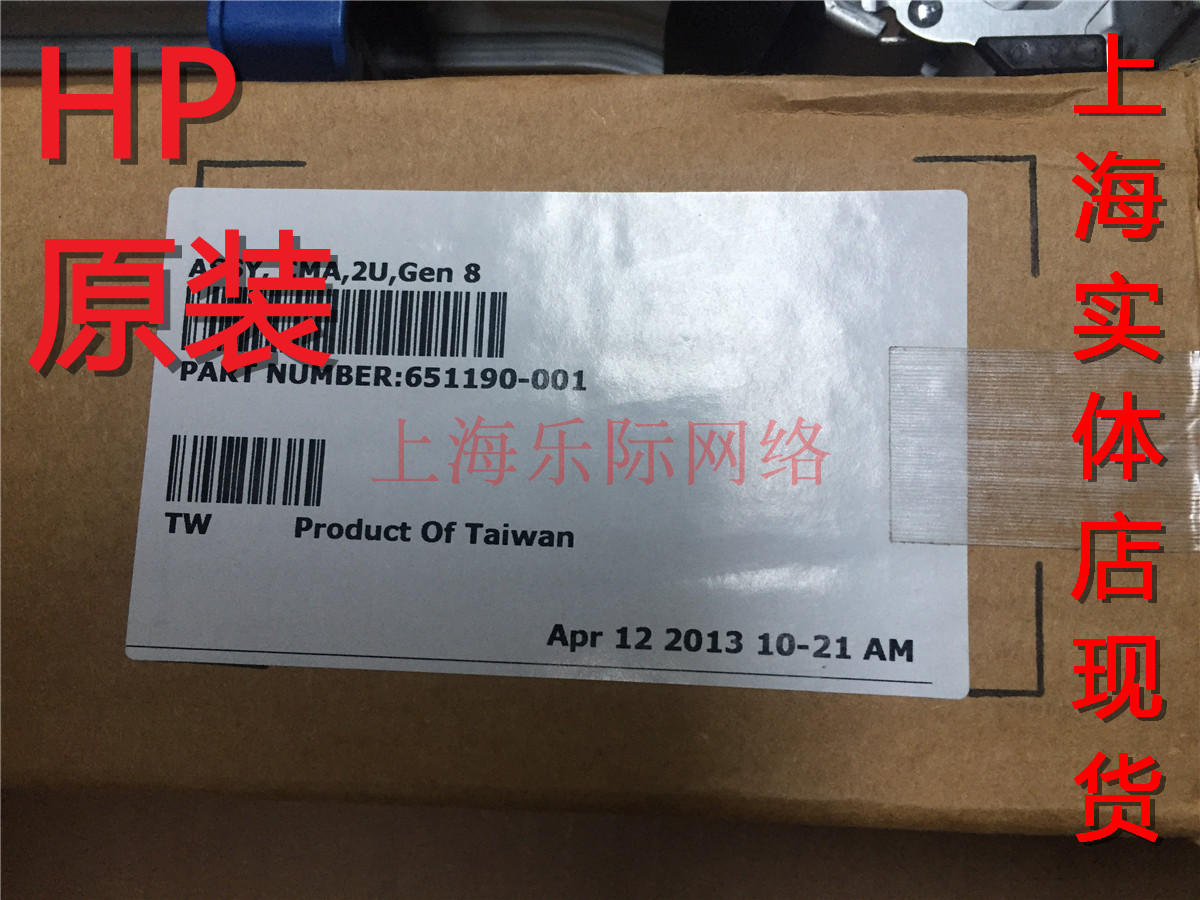 HP
原装
ASSY, CMA,2U,Gen 8
PART NUMBER:651190-001
上海乐际网络
TW Product Of Taiwan
Apr 12 2013 10-21 AM
上海实体店现货